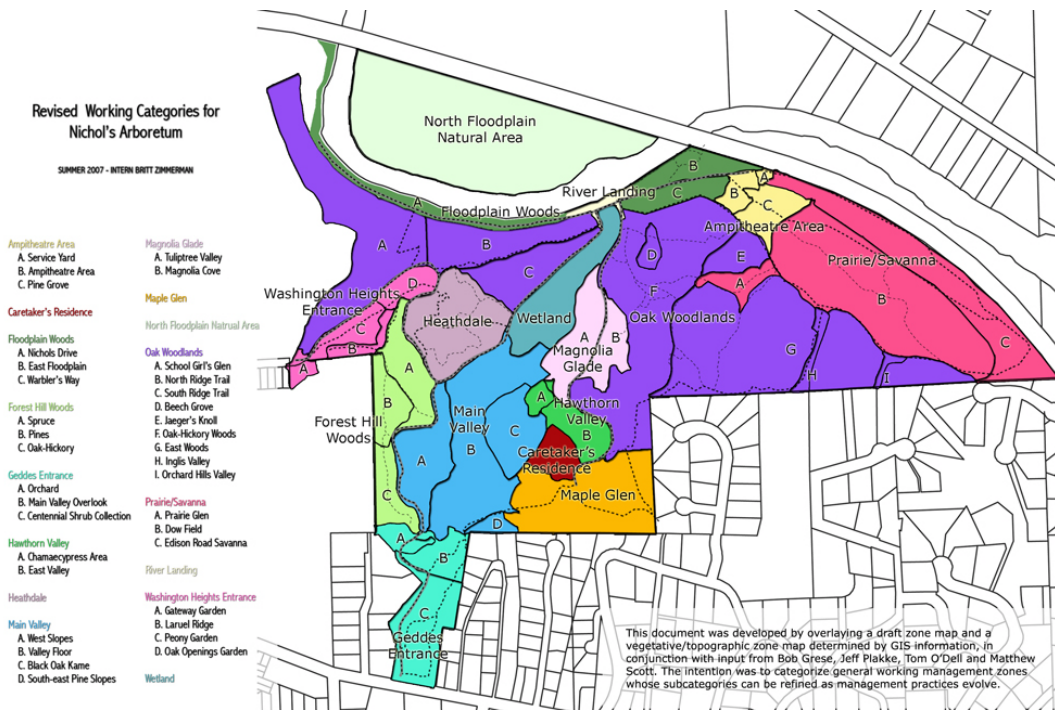 Revised Working Categories for
Nichol's Arboretum
SUMMER 2007 - INTERN BRITT ZIMMERMAN
Ampitheatre Area
A. Service Yard
B. Ampitheatre Area
C. Pine Grove
Caretaker's Residence
Floodplain Woods
A. Nichols Drive
B. East Floodplain
C. Warbler's Way
Forest Hill Woods
A. Spruce
B. Pines
C. Oak-Hickory
Geddes Entrance
A. Orchard
B. Main Valley Overlook
C. Centennial Shrub Collection
Hawthorn Valley
A. Chamaecypress Area
B. East Valley
Heathdale
Main Valley
A. West Slopes
B. Valley Floor
C. Black Oak Kame
D. South-east Pine Slopes
Magnolia Glade
A. Tuliptree Valley
B. Magnolia Cove
Maple Glen
North Floodplain Natrual Area
Oak Woodlands
A. School Girl's Glen
B. North Ridge Trail
C. South Ridge Trail
D. Beech Grove
E. Jaeger's Knoll
F. Oak-Hickory Woods
G. East Woods
H. Inglis Valley
I. Orchard Hills Valley
Prairie/Savanna
A. Prairie Glen
B. Dow Field
C. Edison Road Savanna
River Landing
Washington Heights Entrance
A. Gateway Garden
B. Laruel Ridge
C. Peony Garden
D. Oak Openings Garden
Wetland
North Floodplain
Natural Area
B
A
River Landing
C
B
A
C
Floodplain Woods
Ampitheatre Area
A
B
D
E
C
Prairie/Savanna
D
A
B
F
Washington Heights
Entrance
C
Heathdale
Wetland
Oak Woodlands
B
A
B
A
Magnolia
Glade
G
C
A
H
I
B
A
Hawthorn
Valley
Forest Hill
Woods
Main
Valley
C
B
B
A
Caretaker's
Residence
C
Maple Glen
D
A
B
C
Geddes
Entrance
This document was developed by overlaying a draft zone map and a
vegetative/topographic zone map determined by GIS information, in
conjunction with input from Bob Grese, Jeff Plakke, Tom O'Dell and Matthew
Scott. The intention was to categorize general working management zones
whose subcategories can be refined as management practices evolve.